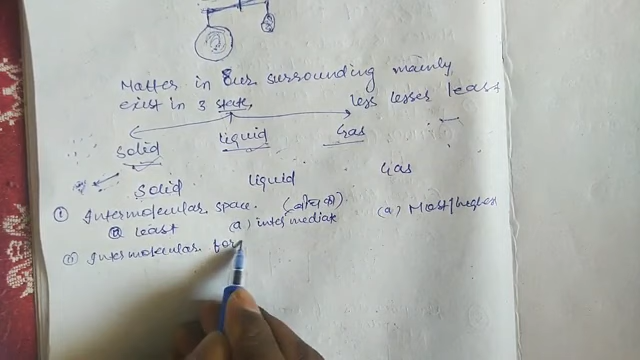 Matter in Our surrounding mainly
exist in 3 state,
less lesser least
solid liquid Gas
solid liquid Gas
① Intermolecular space.
(a) least (a) intermediate (a) Most/highest
② Intermolecular for